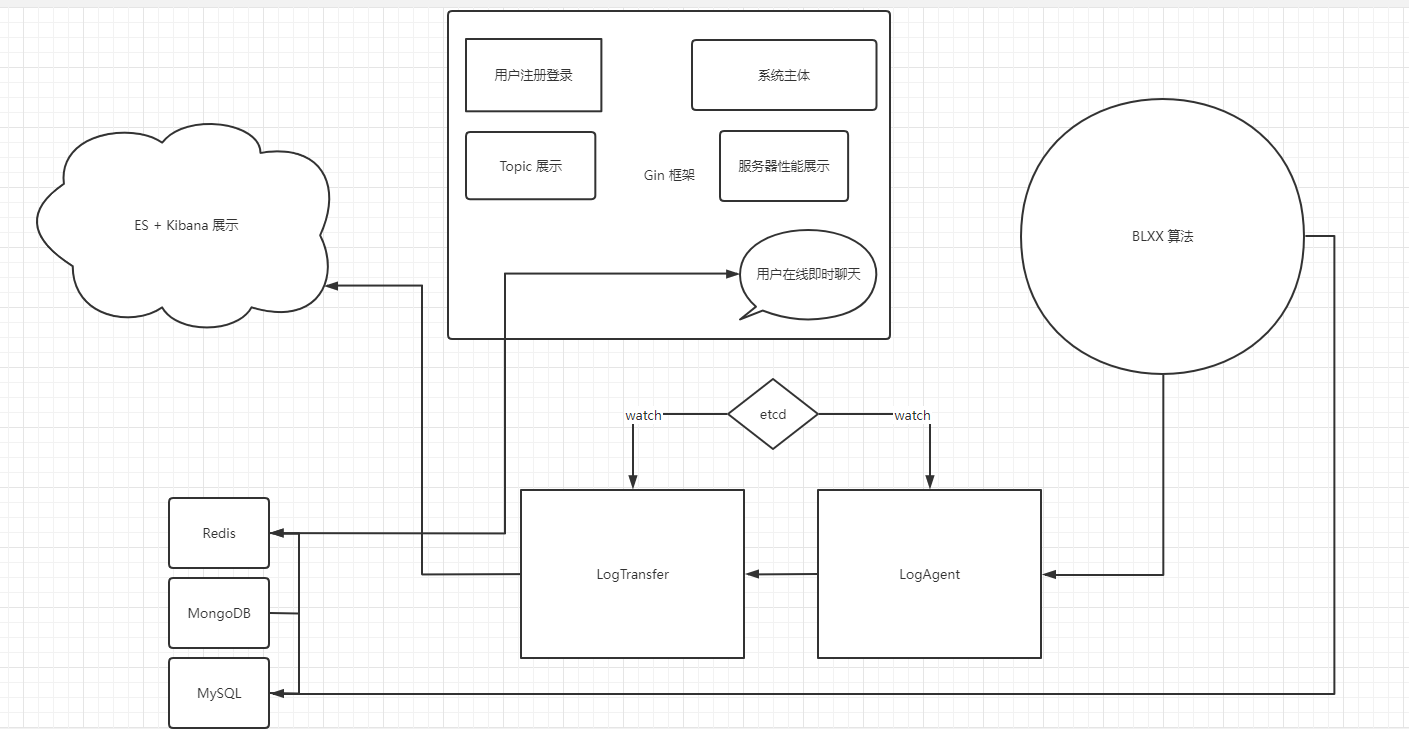 用户注册登录
系统主体
Topic 展示
Gin 框架
服务器性能展示
ES + Kibana 展示
BLXX 算法
用户在线即时聊天
watch
etcd
watch
Redis
LogTransfer
LogAgent
MongoDB
MySQL